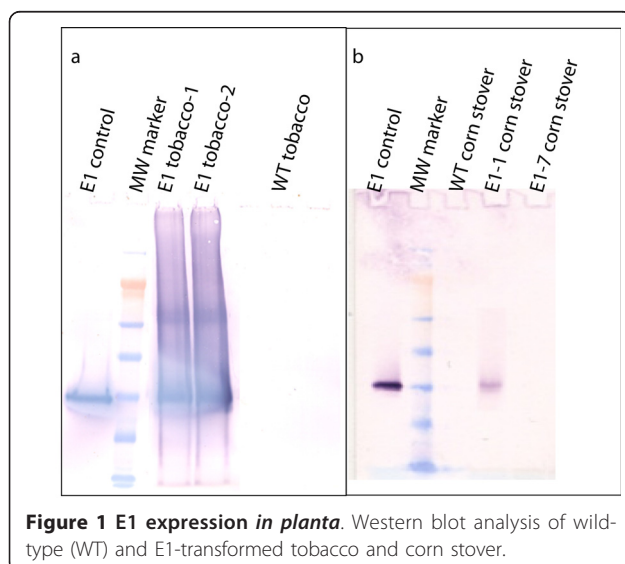 a
E1 control
MW marker
E1 tobacco-1
E1 tobacco-2
WT tobacco
b
E1 control
MW marker
WT corn stover
E1-1 corn stover
E1-7 corn stover
Figure 1 E1 expression in planta. Western blot analysis of wild-
type (WT) and E1-transformed tobacco and corn stover.